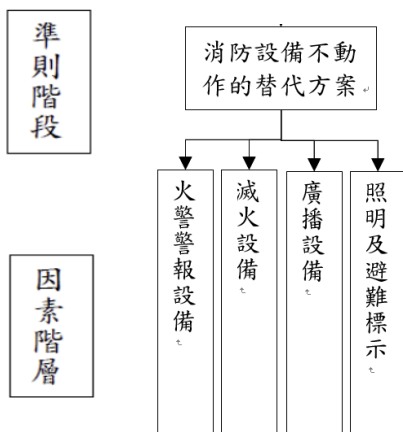 準則階段
消防設備不動
作的替代方案
因素階層
火警警報設備
滅火設備
廣播設備
照明及避難標示